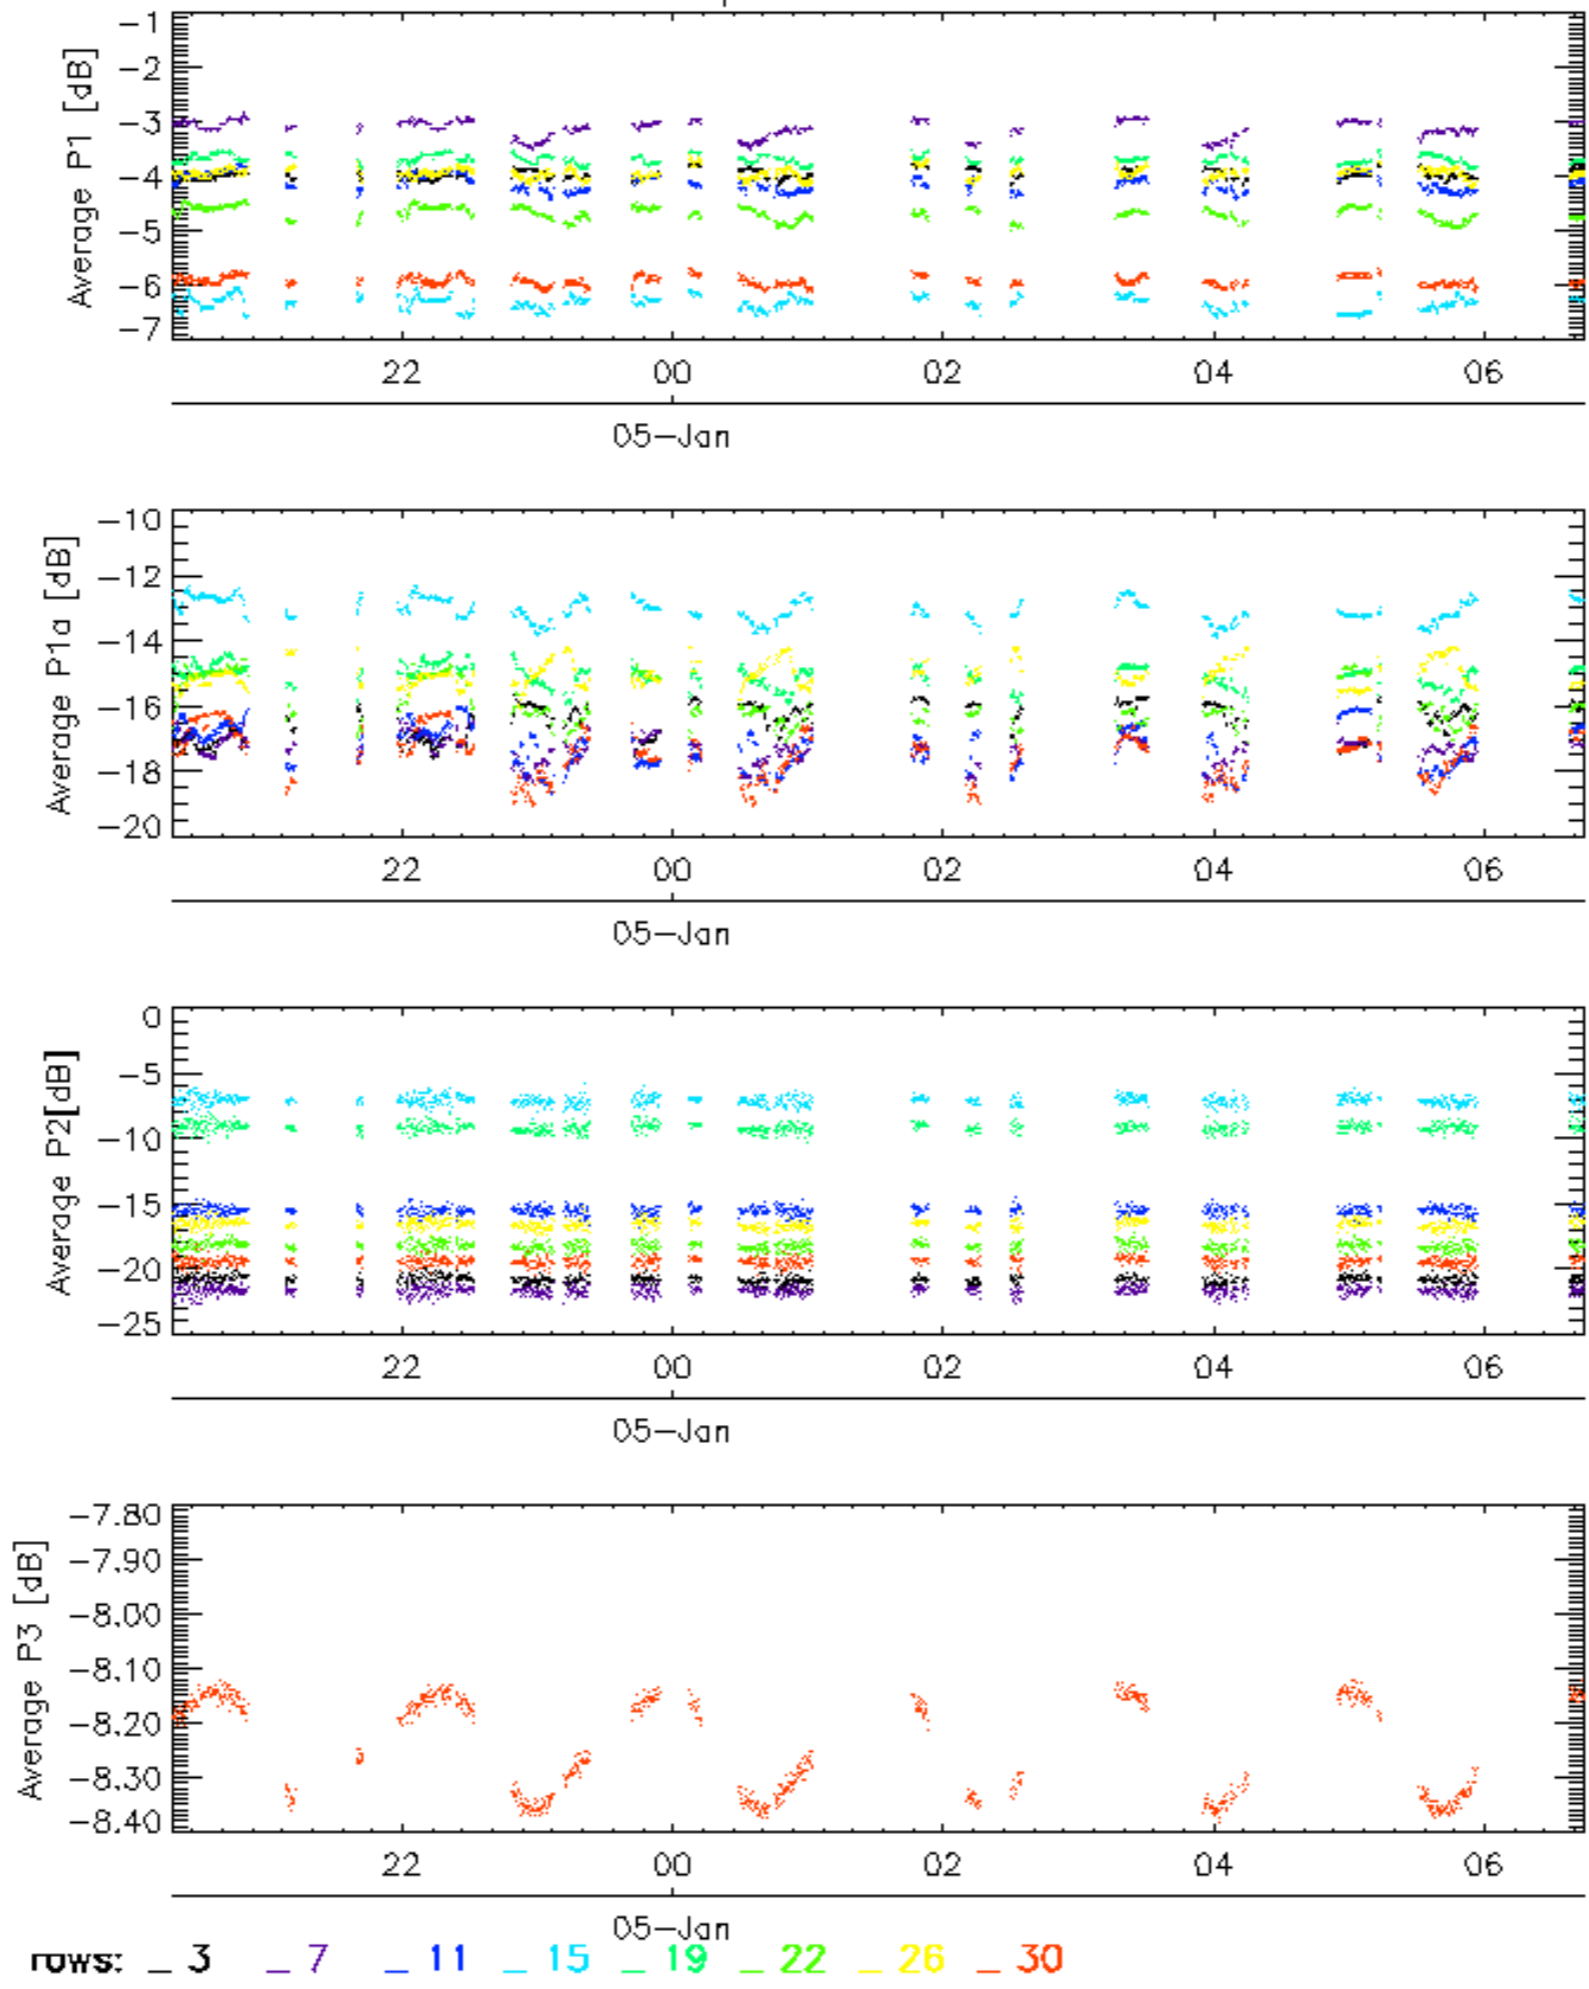 Average P1 [dB]
-1
-2
-3
-4
-5
-6
-7
22 00 02 04 06
05-Jan
Average P1a [dB]
-10
-12
-14
-16
-18
-20
22 00 02 04 06
05-Jan
Average P2[dB]
0
-5
-10
-15
-20
-25
22 00 02 04 06
05-Jan
Average P3 [dB]
-7.80
-7.90
-8.00
-8.10
-8.20
-8.30
-8.40
22 00 02 04 06
05-Jan
rows: _ 3 _ 7 _ 11 _ 15 _ 19 _ 22 _ 26 _ 30